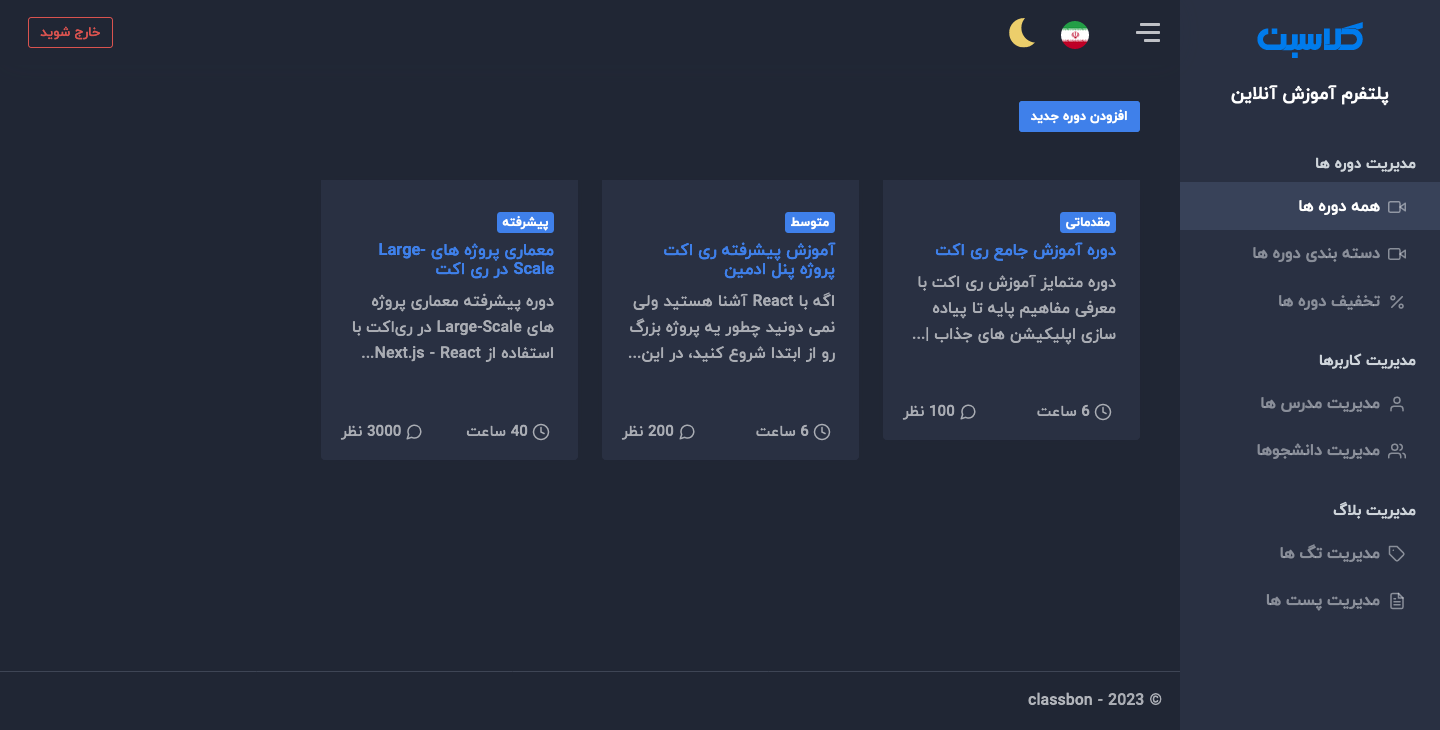 کلاسبن
پلتفرم آموزش آنلاین
مدیریت دوره ها
همه دوره ها
دسته بندی دوره ها
تخفیف دوره ها
مدیریت کاربرها
مدیریت مدرس ها
مدیریت دانشجوها
مدیریت بلاگ
مدیریت تگ ها
مدیریت پست ها
خارج شوید
افزودن دوره جدید
مقدماتی
دوره آموزش جامع ری اکت
دوره متمایز آموزش ری اکت با
معرفی مفاهیم پایه تا پیاده
سازی اپلیکیشن های جذاب |...
6 ساعت
100 نظر
متوسط
آموزش پیشرفته ری اکت
پروژه پنل ادمین
اگه با React آشنا هستید ولی
نمی دونید چطور یه پروژه بزرگ
رو از ابتدا شروع کنید، در این...
6 ساعت
200 نظر
پیشرفته
معماری پروژه های Large-
Scale در ری اکت
دوره پیشرفته معماری پروژه
های Large-Scale در ری‌اکت با
استفاده از Next.js - React...
40 ساعت
3000 نظر
© 2023 - classbon